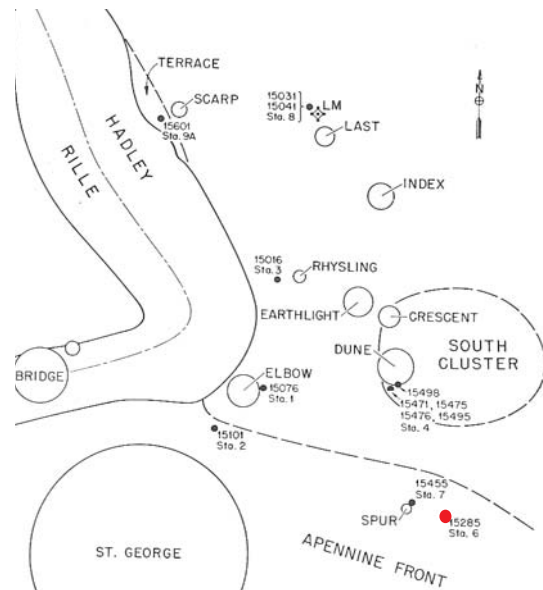 TERRACE
SCARP
15601
Sta. 9A
15031
15041
Sta. 8
LM
LAST
N
HADLEY
RILLE
INDEX
15016
Sta. 3
RHYSLING
EARTHLIGHT
CRESCENT
SOUTH
CLUSTER
DUNE
BRIDGE
ELBOW
15076
Sta. 1
15498
15471, 15475
15476, 15495
Sta. 4
15101
Sta. 2
15455
Sta. 7
SPUR
15285
Sta. 6
ST. GEORGE
APENNINE FRONT